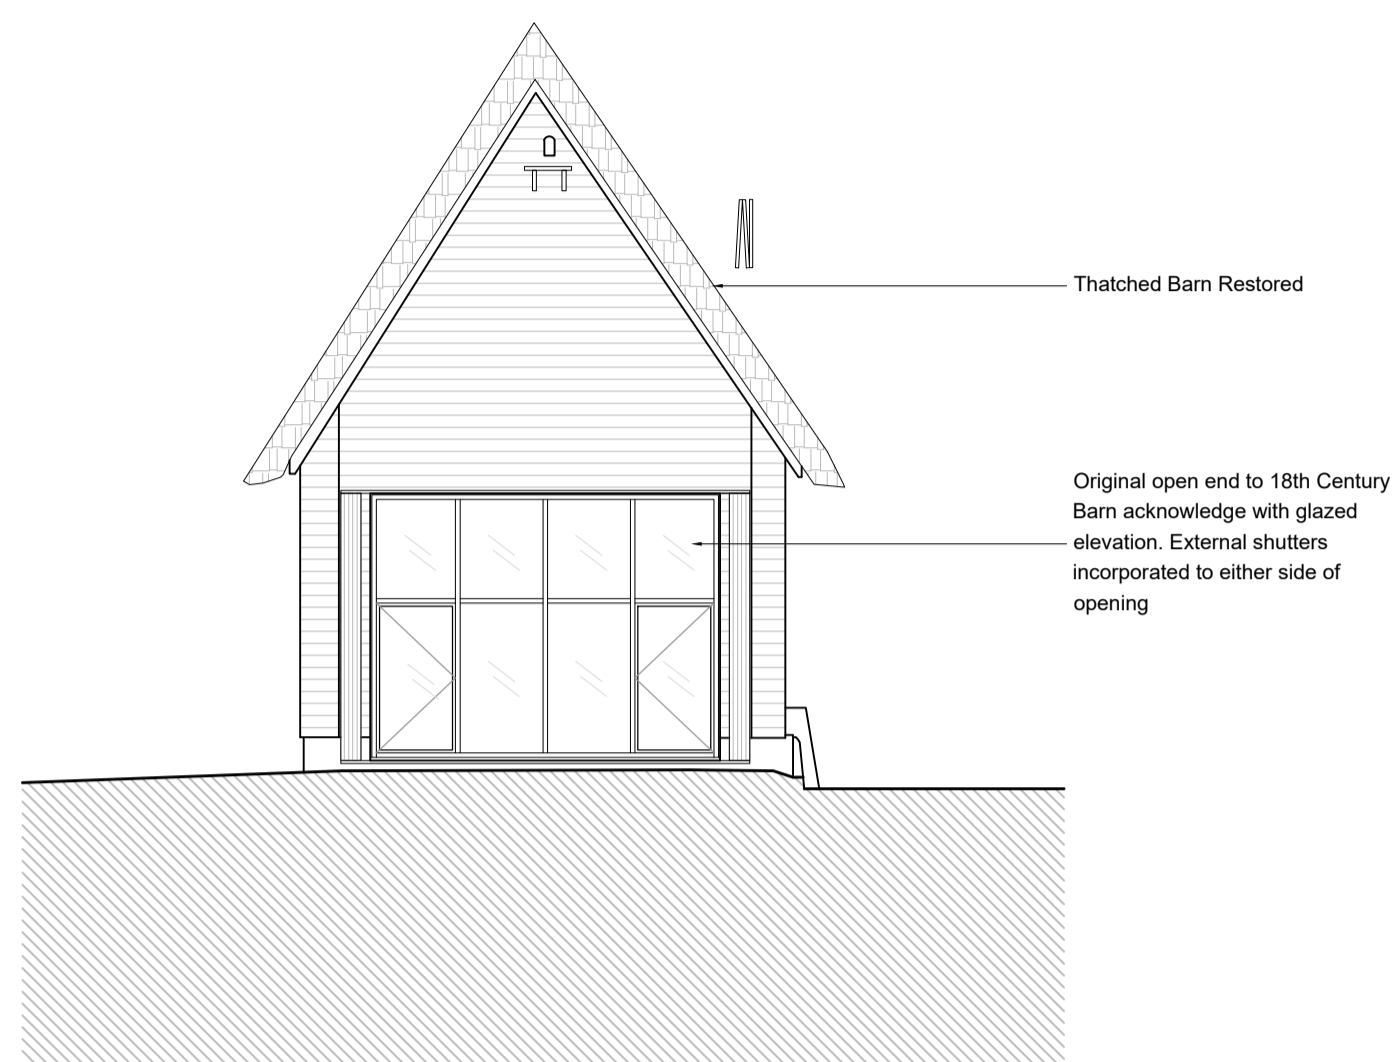 Thatched Barn Restored
Original open end to 18th Century
Barn acknowledge with glazed
elevation. External shutters
incorporated to either side of
opening